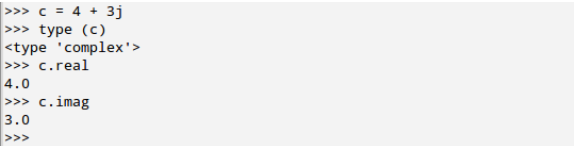 >>> c = 4 + 3j
>>> type (c)
<type 'complex'>
>>> c.real
4.0
>>> c.imag
3.0
>>>